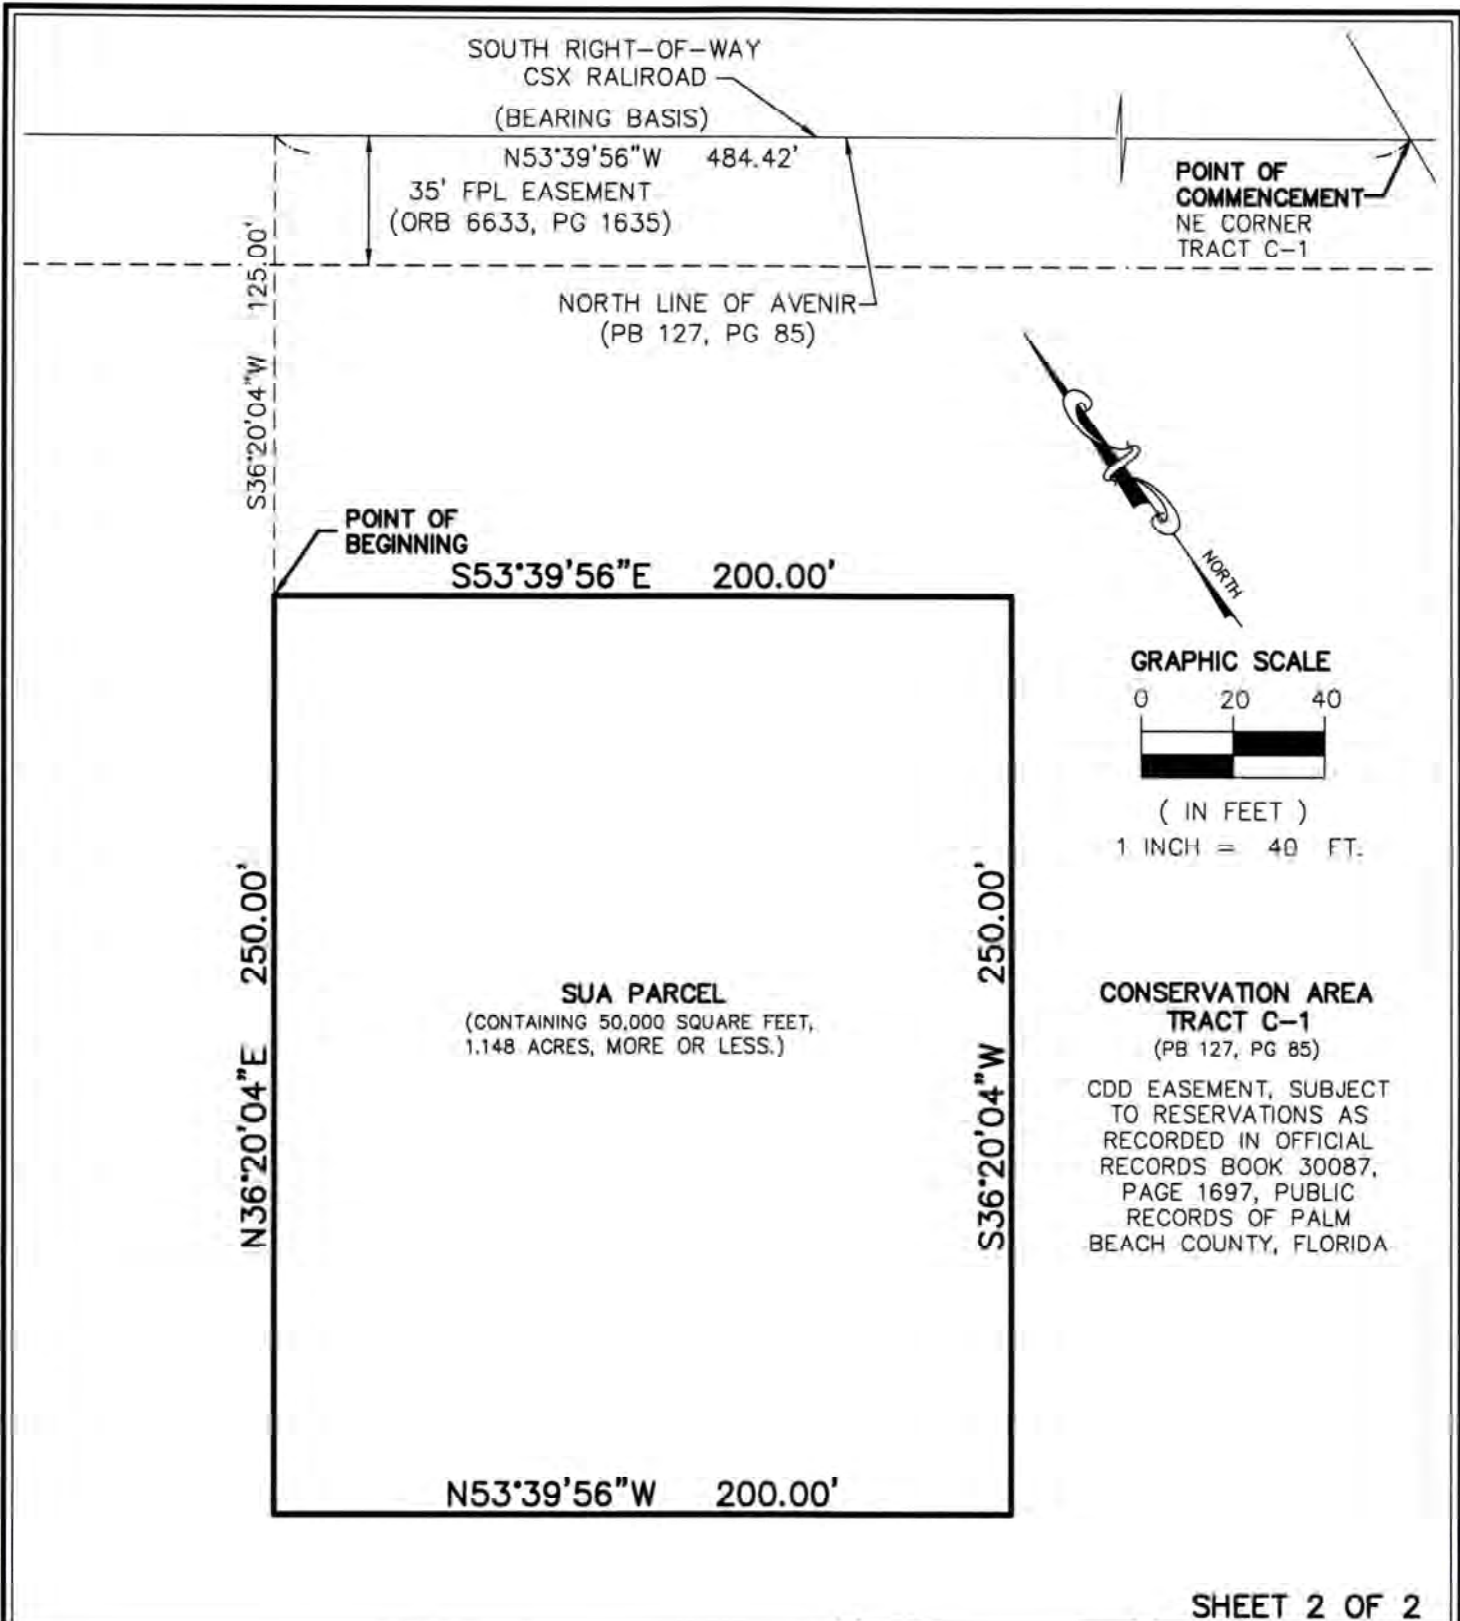 SOUTH RIGHT-OF-WAY
CSX RALIROAD
(BEARING BASIS)
N53°39'56"W 484.42'
35' FPL EASEMENT
(ORB 6633, PG 1635)
POINT OF
COMMENCEMENT
NE CORNER
TRACT C-1
S36°20'04"W 125.00'
NORTH LINE OF AVENIR
(PB 127, PG 85)
NORTH
POINT OF
BEGINNING
S53°39'56"E 200.00'
GRAPHIC SCALE
0 20 40
( IN FEET )
1 INCH = 40 FT.
N36°20'04"E 250.00'
SUA PARCEL
(CONTAINING 50,000 SQUARE FEET,
1.148 ACRES, MORE OR LESS.)
S36°20'04"W 250.00'
CONSERVATION AREA
TRACT C-1
(PB 127, PG 85)
CDD EASEMENT, SUBJECT
TO RESERVATIONS AS
RECORDED IN OFFICIAL
RECORDS BOOK 30087,
PAGE 1697, PUBLIC
RECORDS OF PALM
BEACH COUNTY, FLORIDA
N53°39'56"W 200.00'
SHEET 2 OF 2